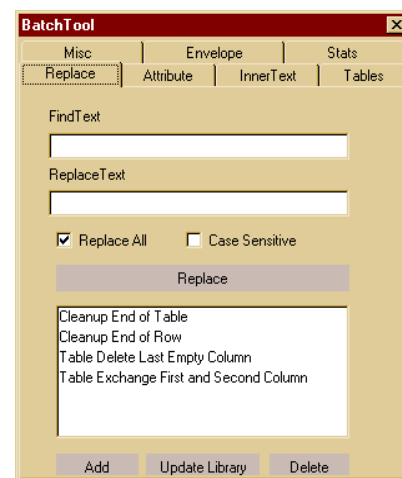 BatchTool
Misc Envelope Stats
Replace Attribute InnerText Tables
FindText
ReplaceText
Replace All Case Sensitive
Replace
Cleanup End of Table
Cleanup End of Row
Table Delete Last Empty Column
Table Exchange First and Second Column
Add Update Library Delete